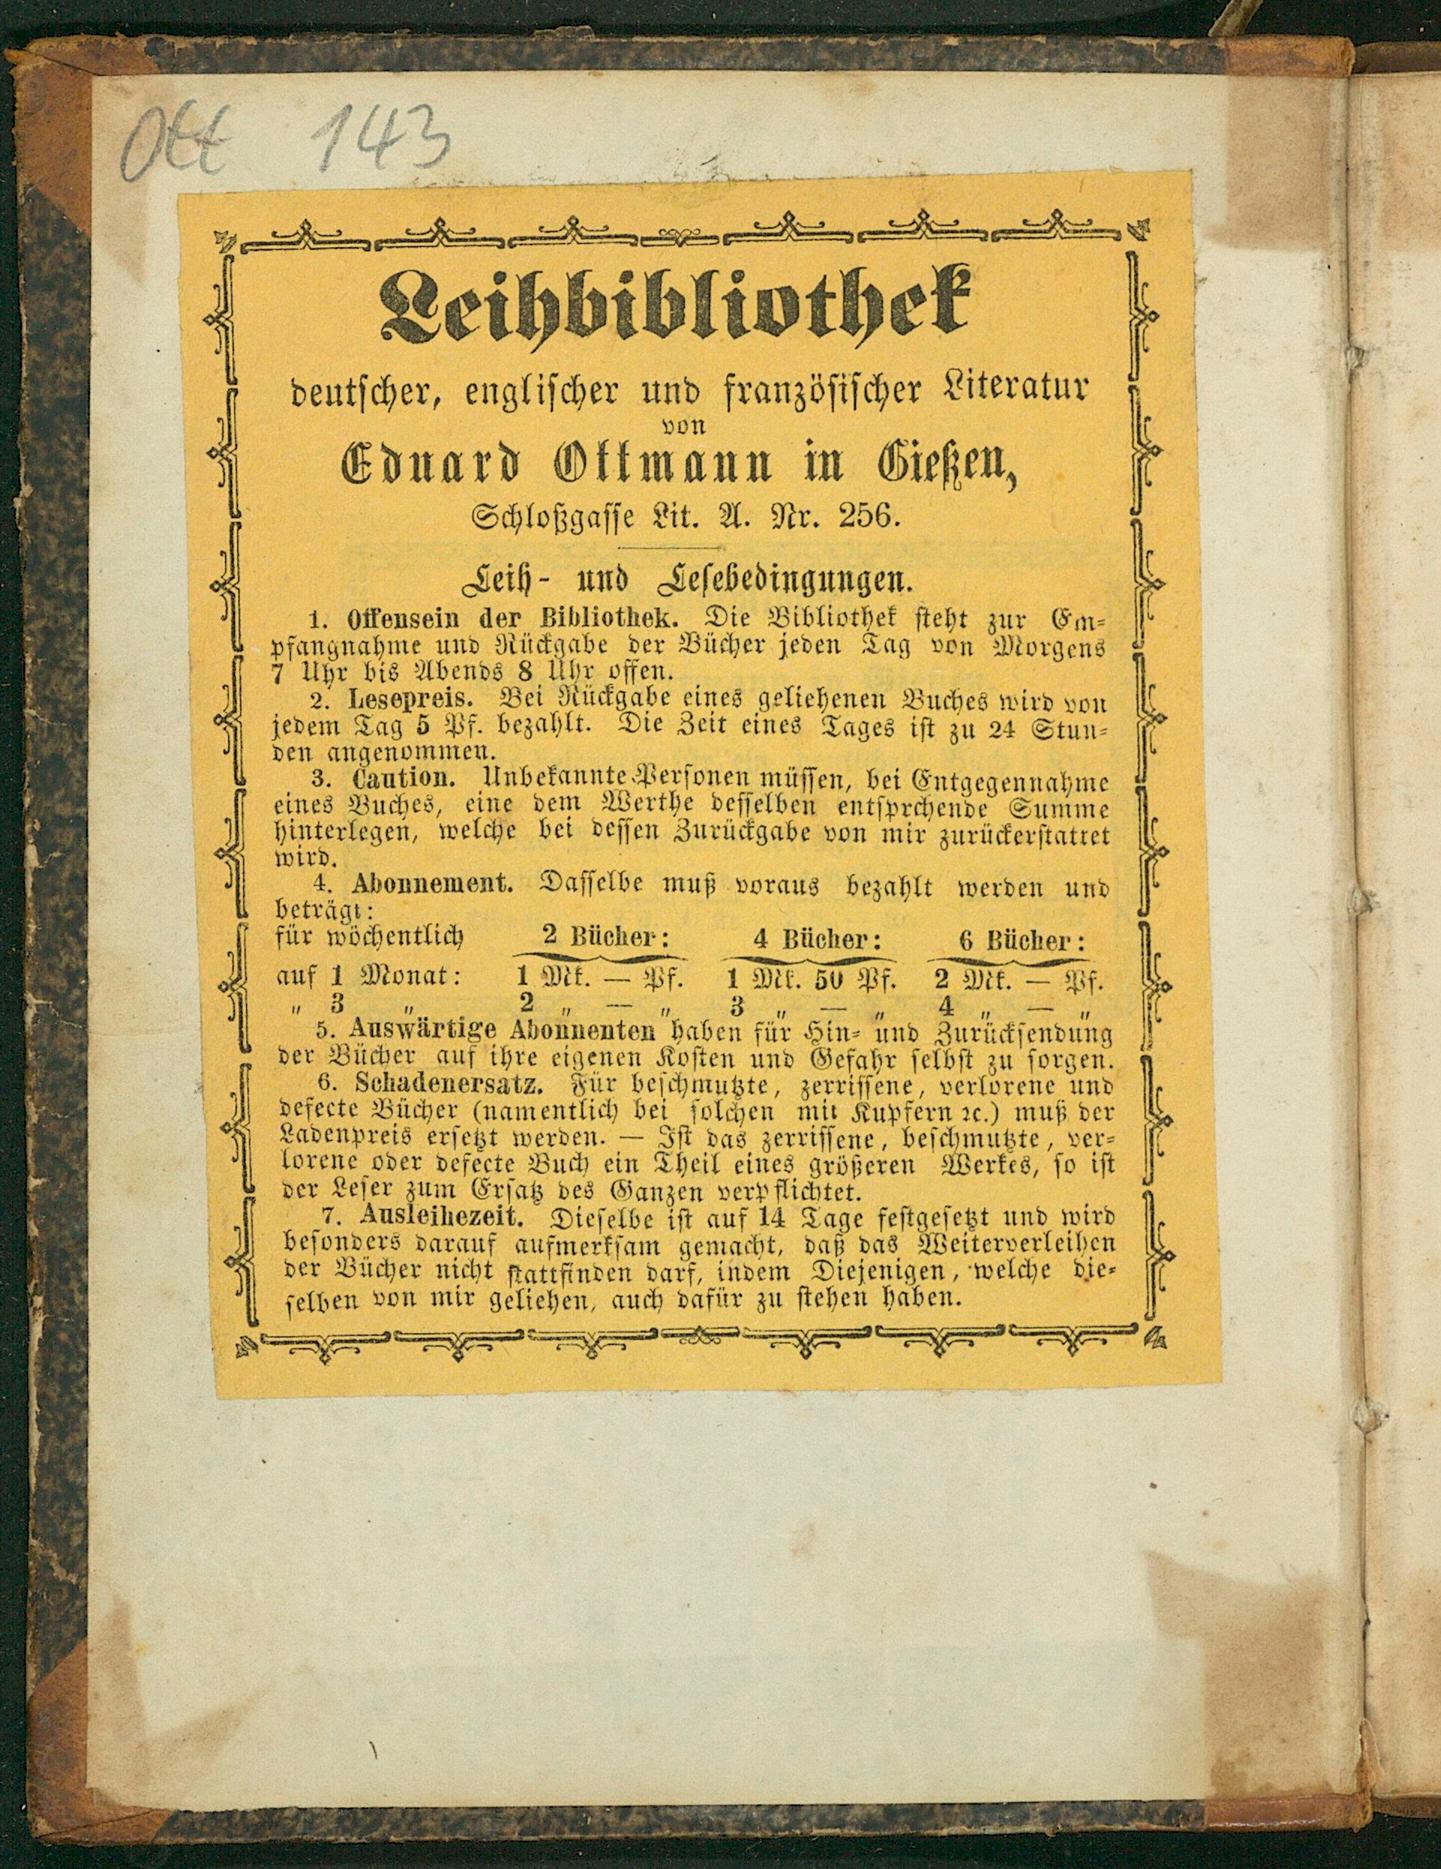 Ott 143
Leihbibliothek
deutscher, englischer und französischer Literatur
von
Eduard Ottmann in Gießen,
Schloßgasse Lit. A. Nr. 256.
Leih- und Lesebedingungen.
1. Offensein der Bibliothek. Die Bibliothek steht zur Em-
pfangnahme und Rückgabe der Bücher jeden Tag von Morgens
7 Uhr bis Abends 8 Uhr offen.
2. Lesepreis. Bei Rückgabe eines geliehenen Buches wird von
jedem Tag 5 Pf. bezahlt. Die Zeit eines Tages ist zu 24 Stun-
den angenommen.
3. Caution. Unbekannte Personen müssen, bei Entgegennahme
eines Buches, eine dem Werthe desselben entsprchende Summe
hinterlegen, welche bei dessen Zurückgabe von mir zurückerstattet
wird.
4. Abonnement. Dasselbe muß voraus bezahlt werden und
beträgt:
für wöchentlich 2 Bücher: 4 Bücher: 6 Bücher:
auf 1 Monat: 1 Mk. — Pf. 1 Mk. 50 Pf. 2 Mk. — Pf.
„ 3 „ 2 „ — „ 3 „ — „ 4 „ — „
5. Auswärtige Abonnenten haben für Hin- und Zurücksendung
der Bücher auf ihre eigenen Kosten und Gefahr selbst zu sorgen.
6. Schadenersatz. Für beschmutzte, zerrissene, verlorene und
defecte Bücher (namentlich bei solchen mit Kupfern ꝛc.) muß der
Ladenpreis ersetzt werden. — Ist das zerrissene, beschmutzte, ver-
lorene oder defecte Buch ein Theil eines größeren Werkes, so ist
der Leser zum Ersatz des Ganzen verpflichtet.
7. Ausleihezeit. Dieselbe ist auf 14 Tage festgesetzt und wird
besonders darauf aufmerksam gemacht, daß das Weiterverleihen
der Bücher nicht stattfinden darf, indem Diejenigen, welche die-
selben von mir geliehen, auch dafür zu stehen haben.